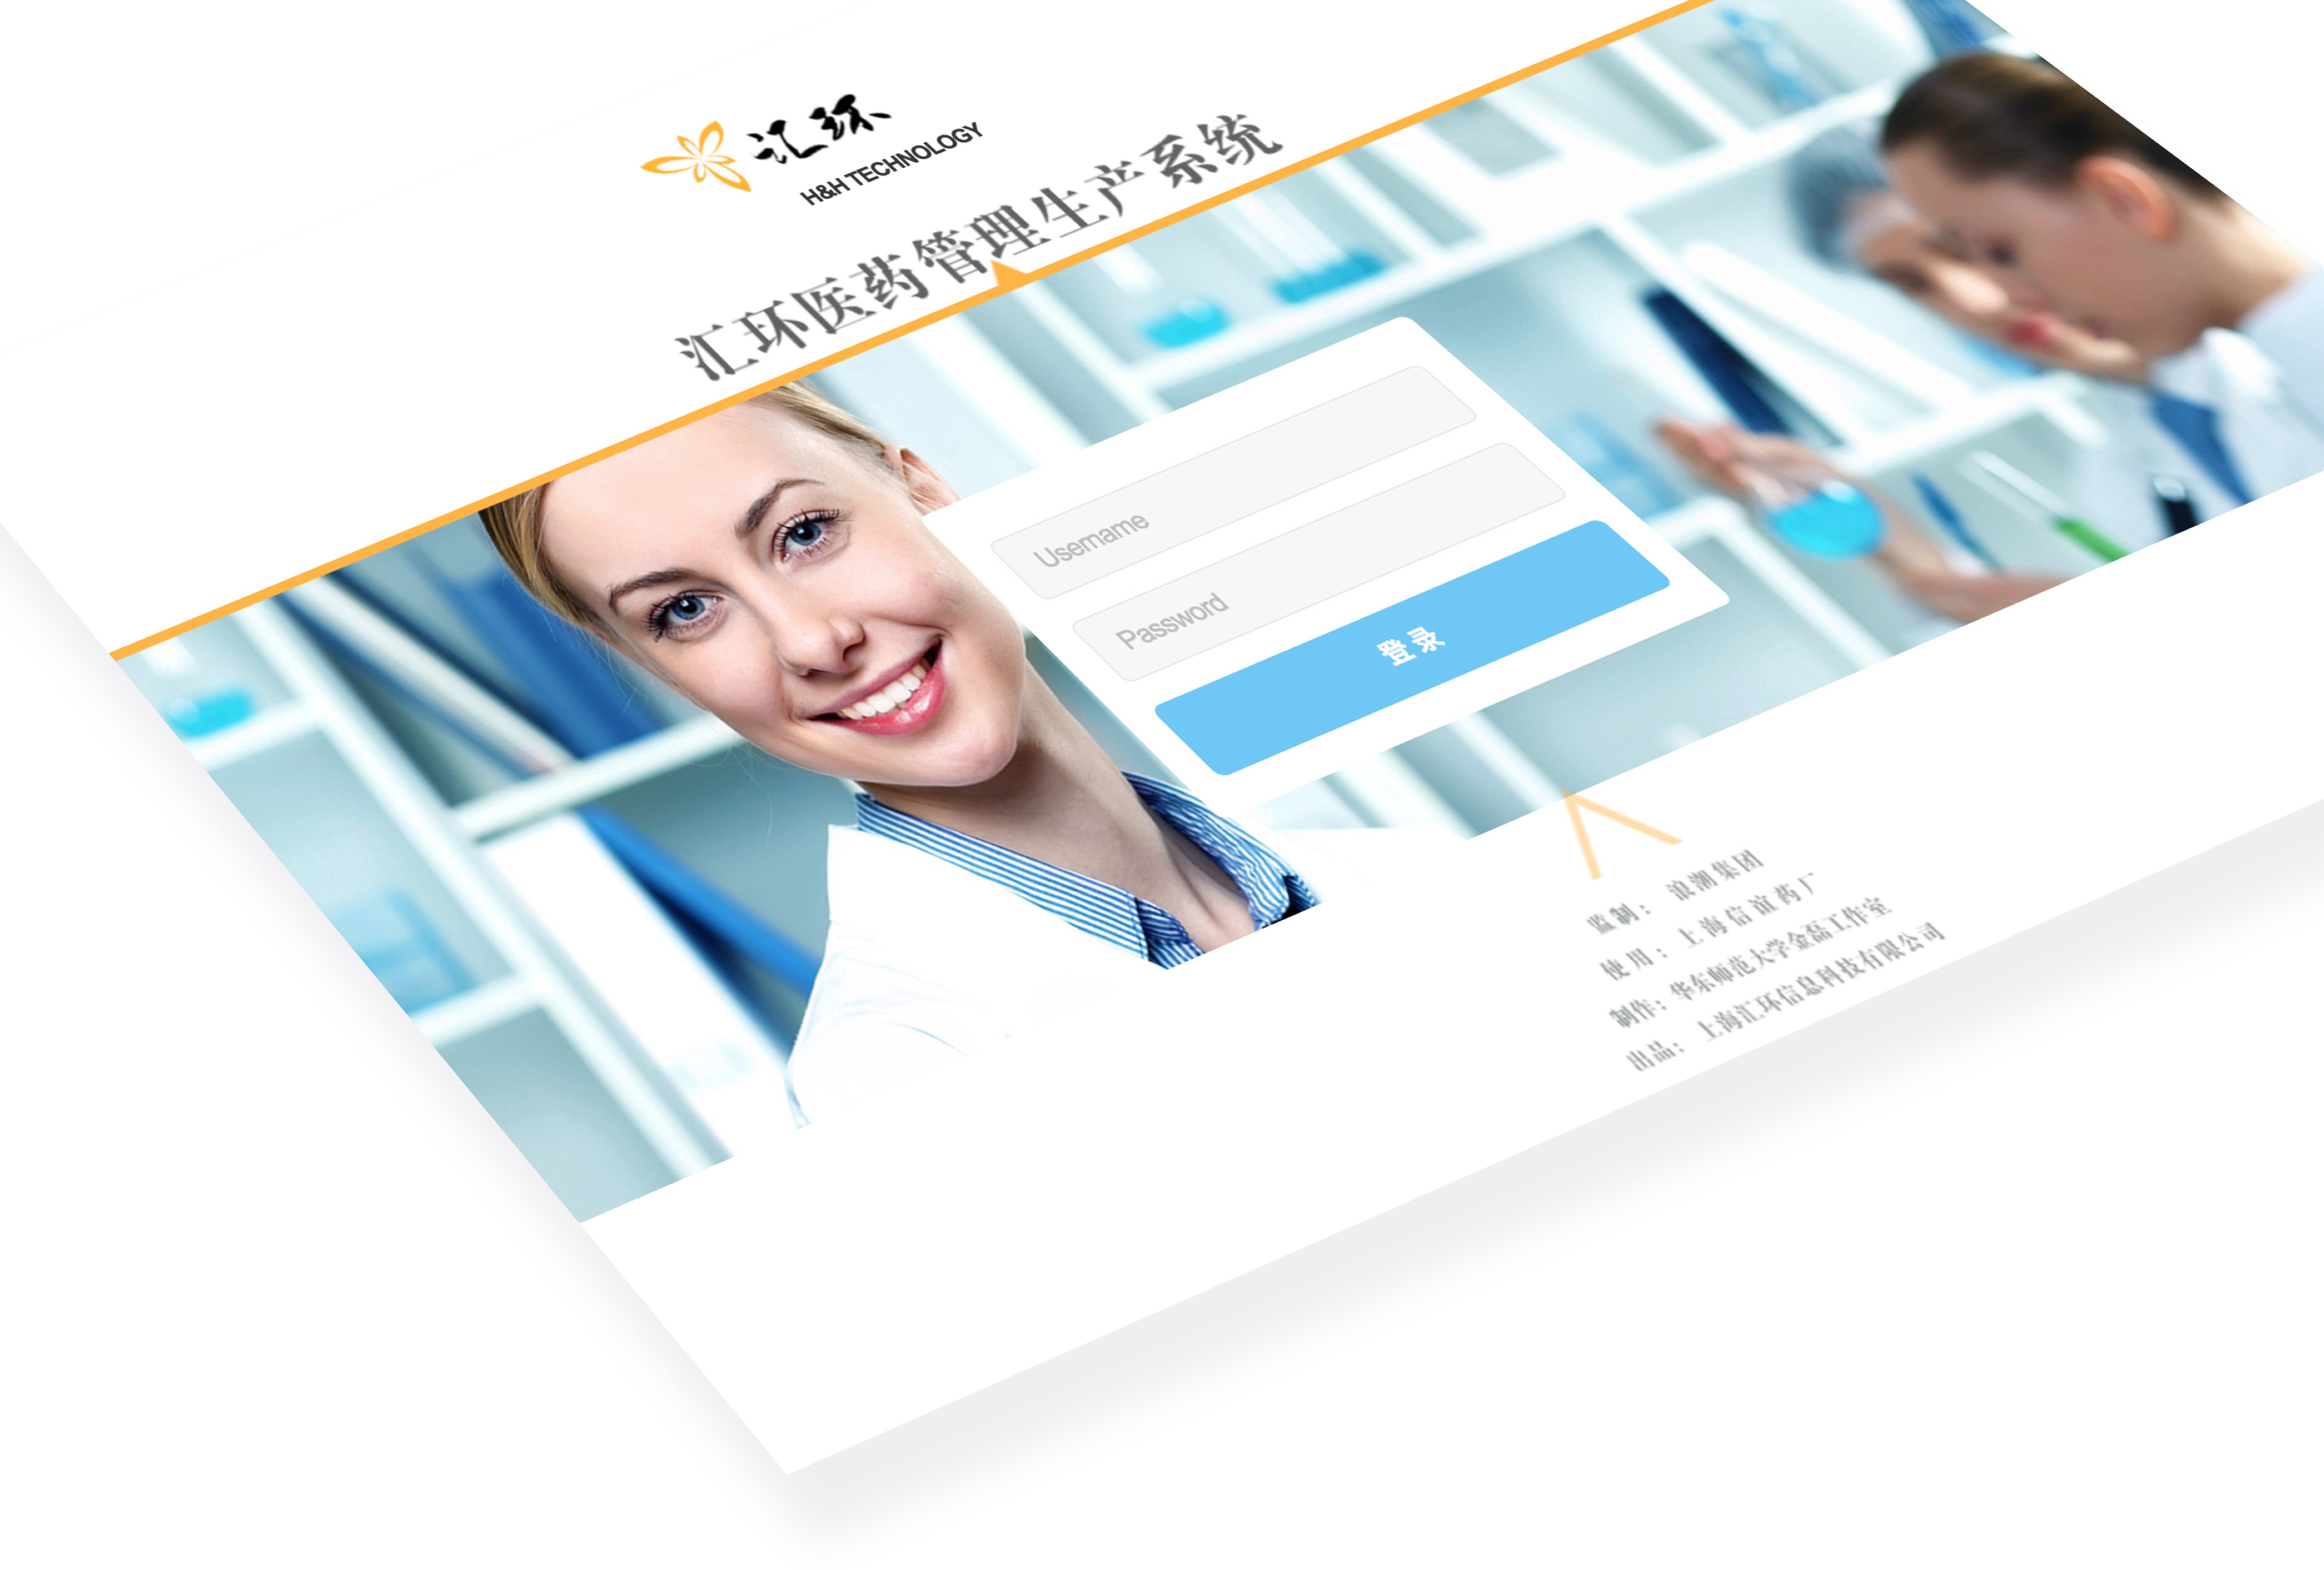 汇环
H&H TECHNOLOGY
汇环医药管理生产系统
Username
Password
登录
监制： 浪潮集团
使用： 上海信谊药厂
制作： 华东师范大学金磊工作室
出品： 上海汇环信息科技有限公司